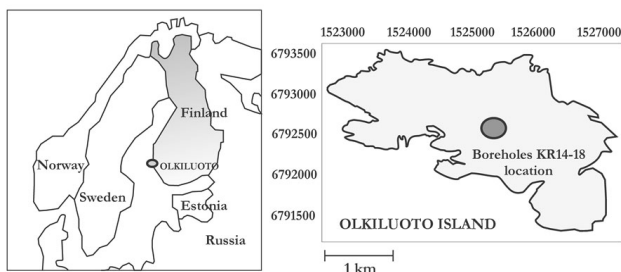 Finland
OLKILUOTO
Norway
Sweden
Estonia
Russia
1523000 1524000 1525000 1526000 1527000
6793500
6793000
6792500
6792000
6791500
Boreholes KR14-18
location
OLKILUOTO ISLAND
1 km